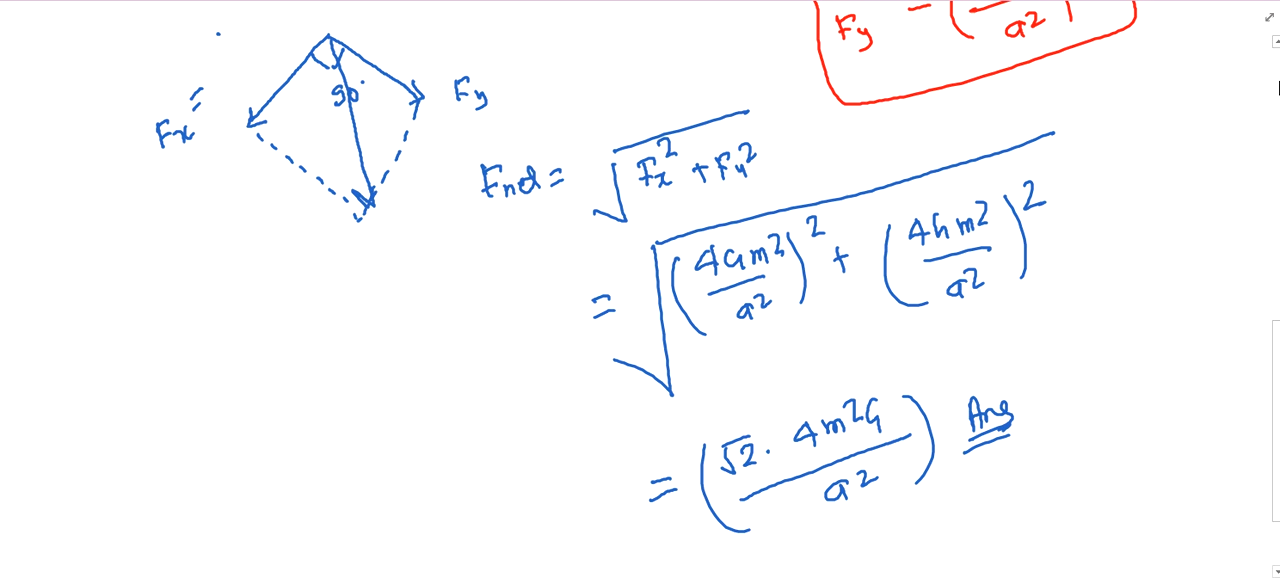 Fy = ( / a²)
Fx =
90°
Fy
Fnet = √(Fx² + Fy²)
= √((4Gm²/a²)² + (4Gm²/a²)²)
= (√2 . 4m²G / a²) Ans